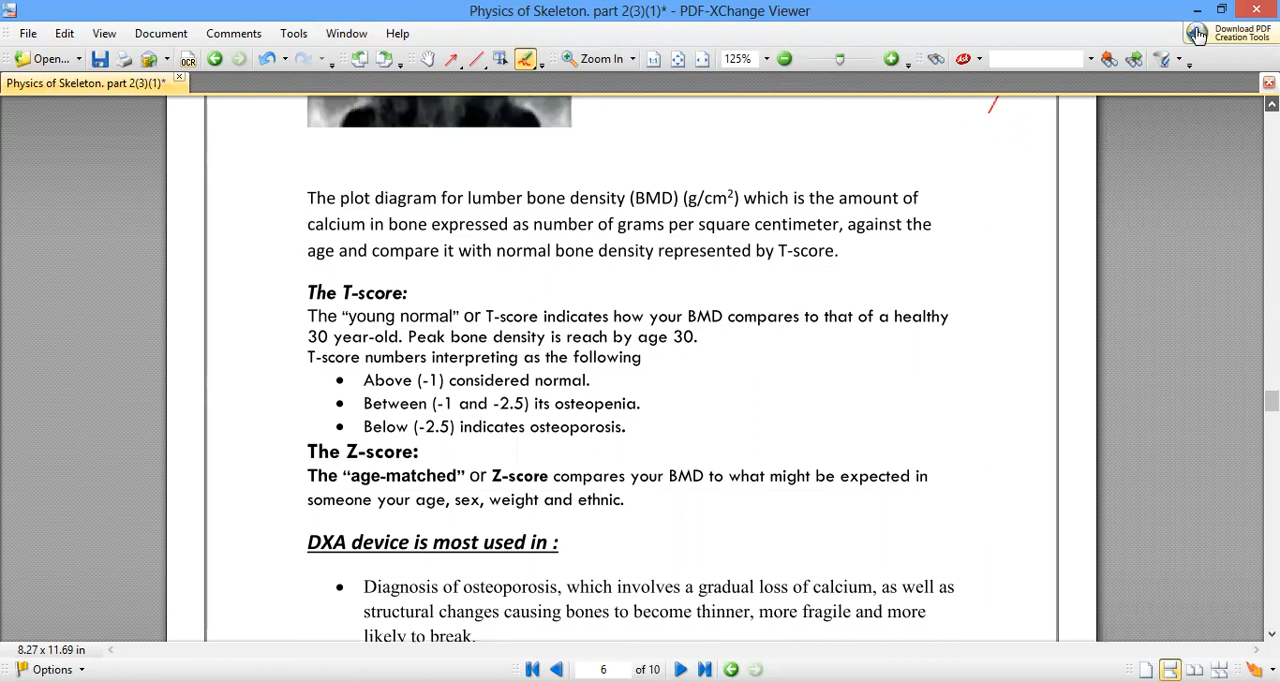 Physics of Skeleton. part 2(3)(1)* - PDF-XChange Viewer
File Edit View Document Comments Tools Window Help
Download PDF
Creation Tools
Open...
OCR
Zoom In
125%
Physics of Skeleton. part 2(3)(1)*
The plot diagram for lumber bone density (BMD) (g/cm²) which is the amount of
calcium in bone expressed as number of grams per square centimeter, against the
age and compare it with normal bone density represented by T-score.
The T-score:
The “young normal” or T-score indicates how your BMD compares to that of a healthy
30 year-old. Peak bone density is reach by age 30.
T-score numbers interpreting as the following
• Above (-1) considered normal.
• Between (-1 and -2.5) its osteopenia.
• Below (-2.5) indicates osteoporosis.
The Z-score:
The “age-matched” or Z-score compares your BMD to what might be expected in
someone your age, sex, weight and ethnic.
DXA device is most used in :
• Diagnosis of osteoporosis, which involves a gradual loss of calcium, as well as
structural changes causing bones to become thinner, more fragile and more
likely to break.
8.27 x 11.69 in
Options
6 of 10